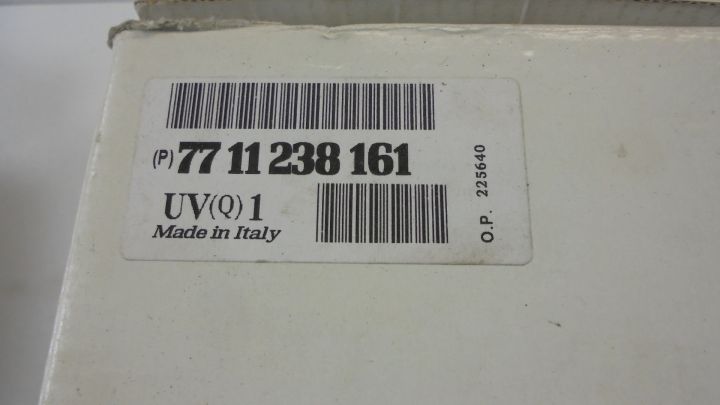 (P) 77 11 238 161
UV(Q) 1
Made in Italy
O.P. 225640